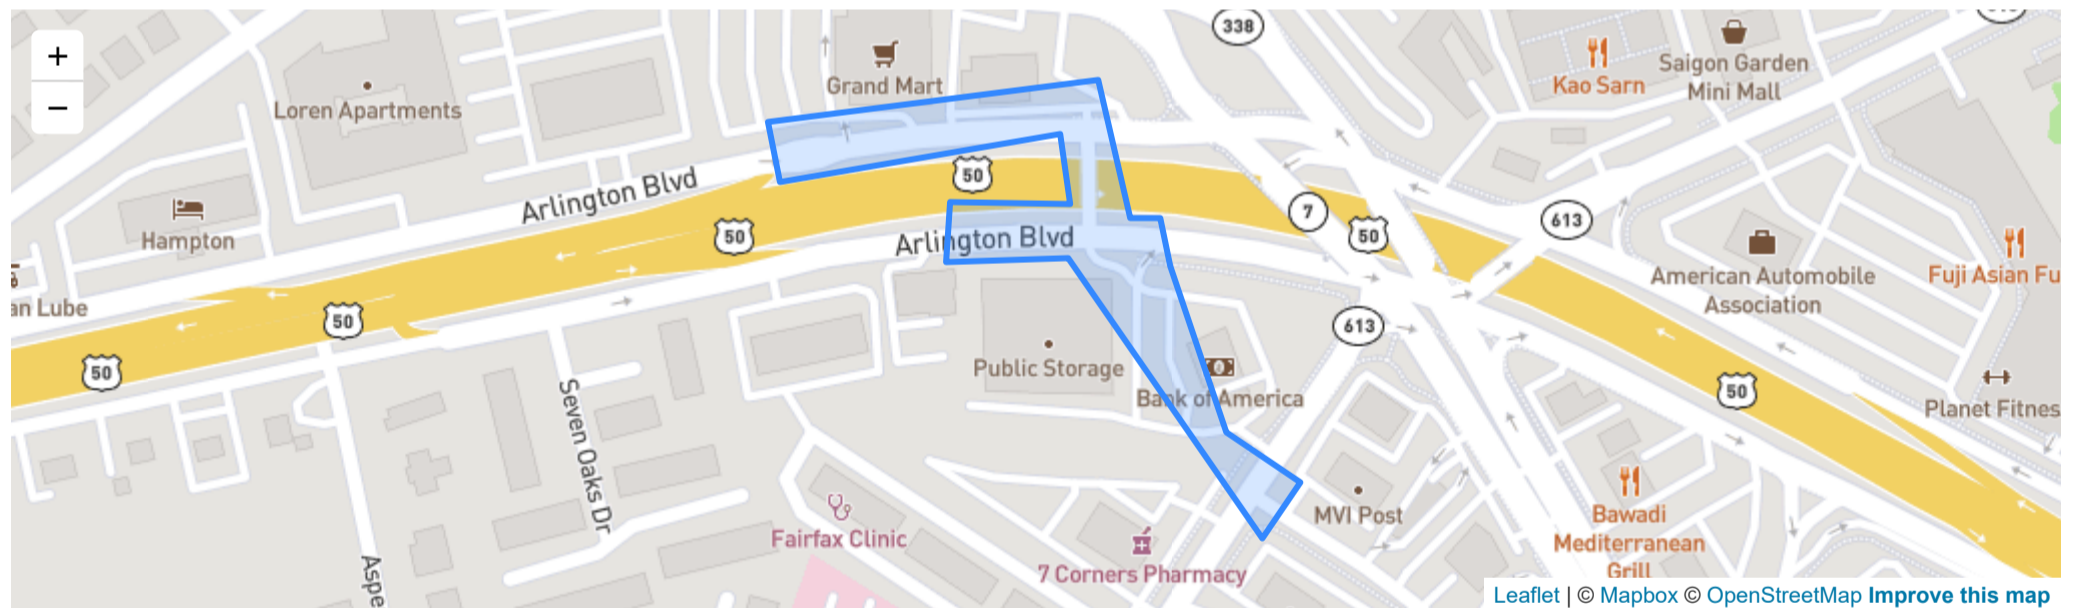 +
−
338
Grand Mart
Loren Apartments
Kao Sarn
Saigon Garden
Mini Mall
Arlington Blvd
50
Hampton
50
Arlington Blvd
7
50
613
American Automobile
Association
Fuji Asian Fu
an Lube
50
50
613
Public Storage
Bank of America
50
Planet Fitnes
Seven Oaks Dr
Fairfax Clinic
7 Corners Pharmacy
MVI Post
Bawadi
Mediterranean
Grill
Aspe
Leaflet | © Mapbox © OpenStreetMap Improve this map